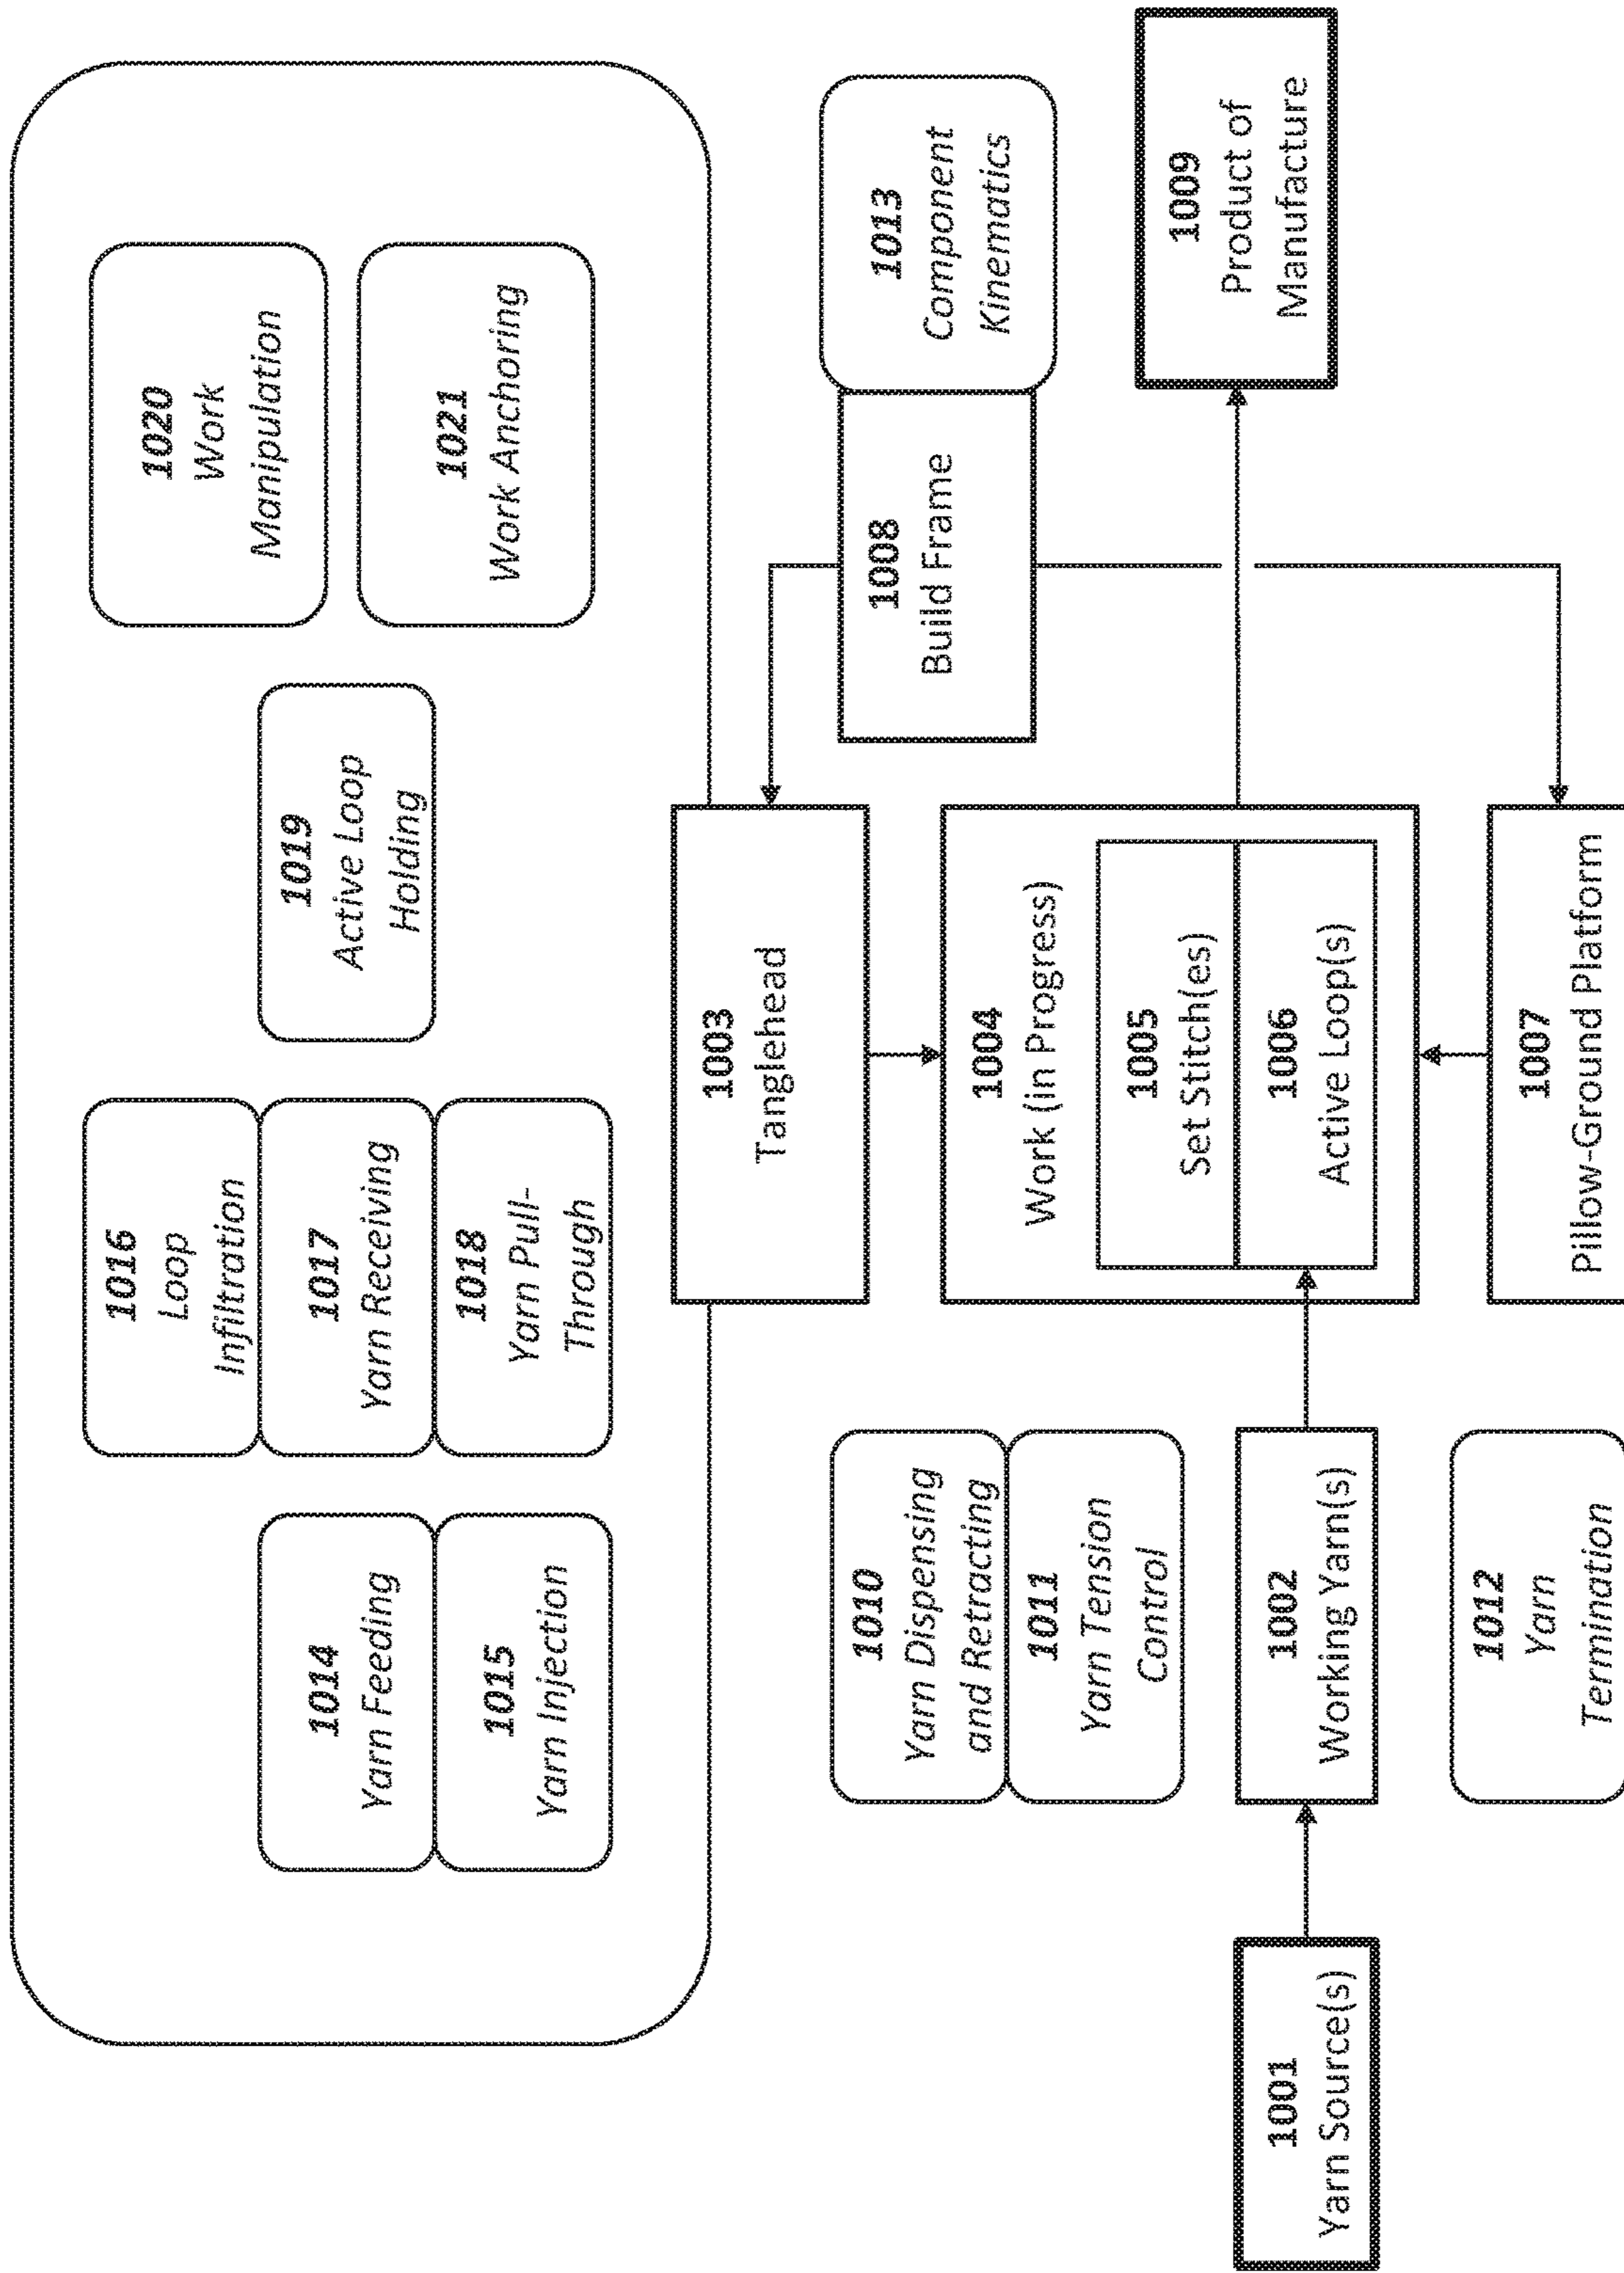 1014
Yarn Feeding
1015
Yarn Injection
1016
Loop
Infiltration
1017
Yarn Receiving
1018
Yarn Pull-
Through
1019
Active Loop
Holding
1020
Work
Manipulation
1021
Work Anchoring
1003
Tanglehead
1010
Yarn Dispensing
and Retracting
1011
Yarn Tension
Control
1008
Build Frame
1013
Component
Kinematics
1004
Work (in Progress)
1005
Set Stitch(es)
1006
Active Loop(s)
1001
Yarn Source(s)
1002
Working Yarn(s)
1009
Product of
Manufacture
1012
Yarn
Termination
1007
Pillow-Ground Platform